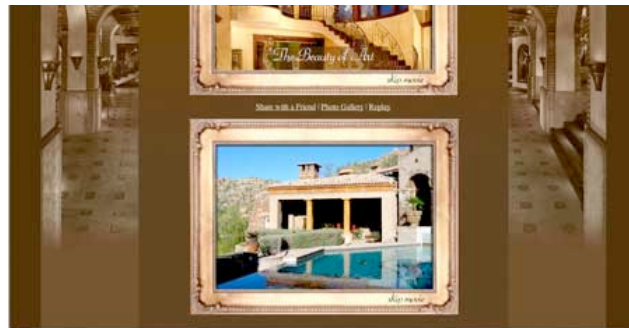 The Beauty of Art
skip movie
Share with a Friend | Photo Gallery | Replay
skip movie